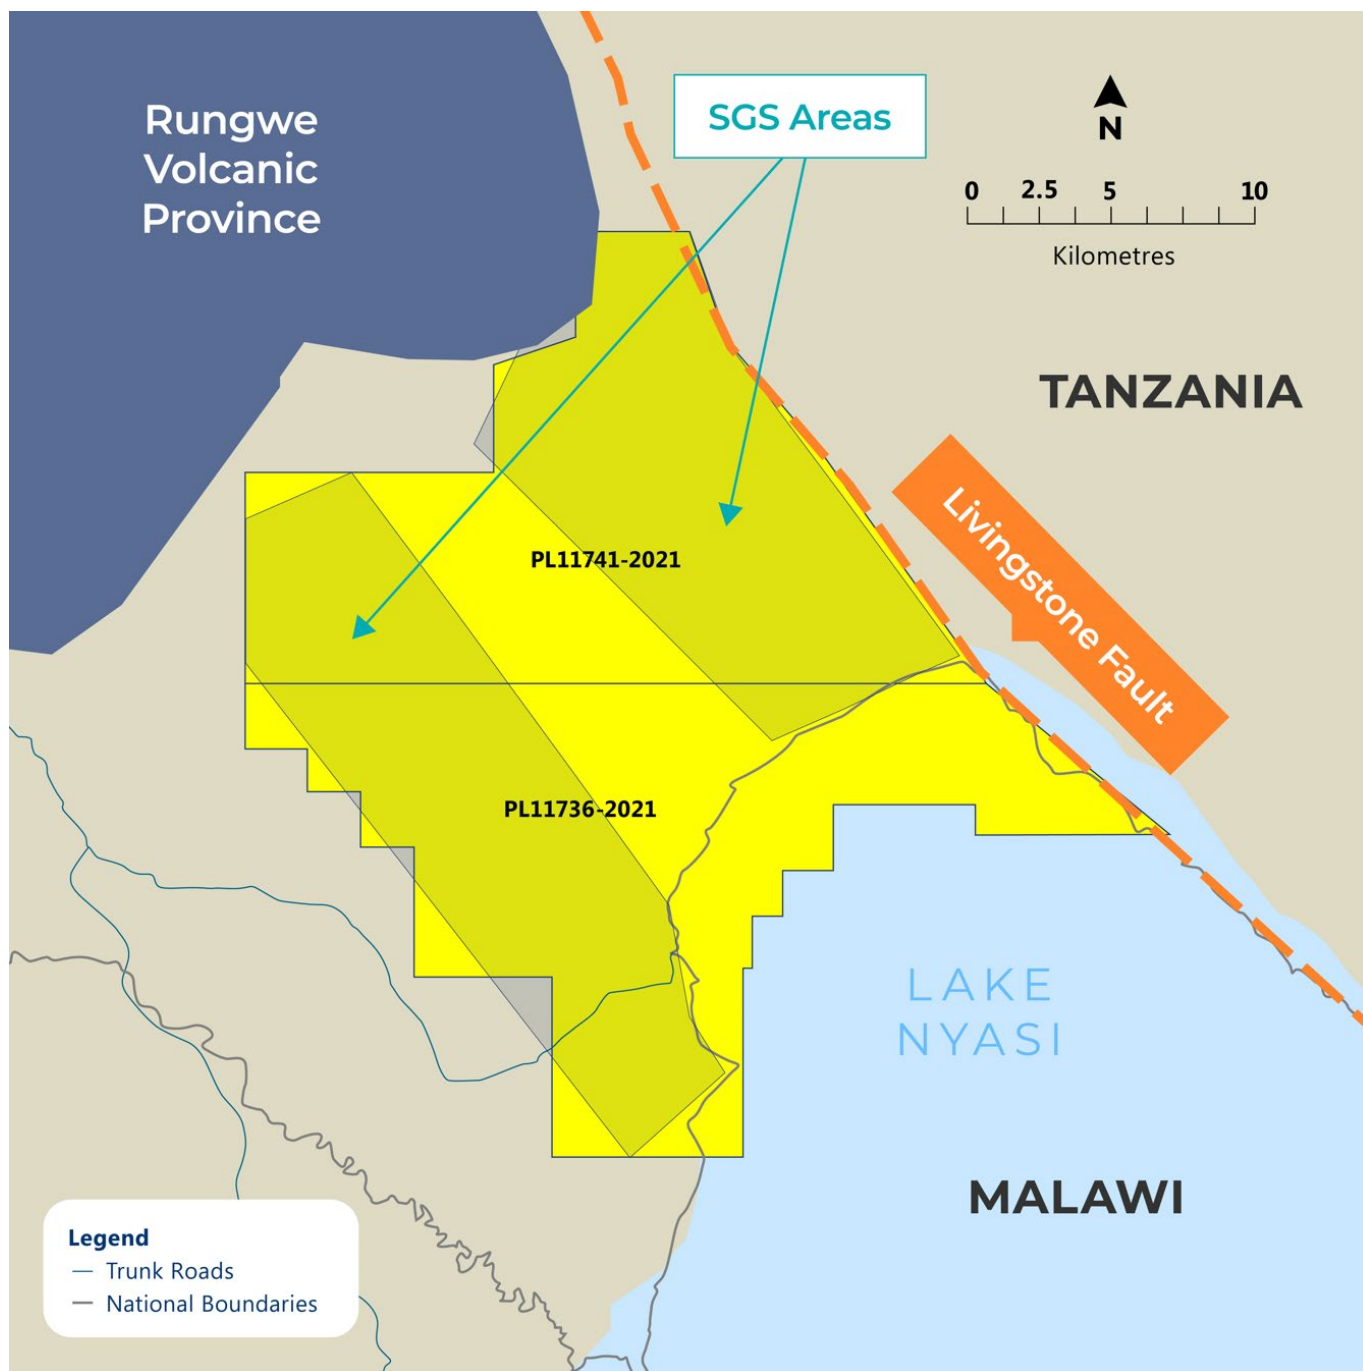 Rungwe
Volcanic
Province
SGS Areas
N
0 2.5 5 10
Kilometres
TANZANIA
Livingstone Fault
PL11741-2021
PL11736-2021
LAKE
NYASI
MALAWI
Legend
Trunk Roads
National Boundaries